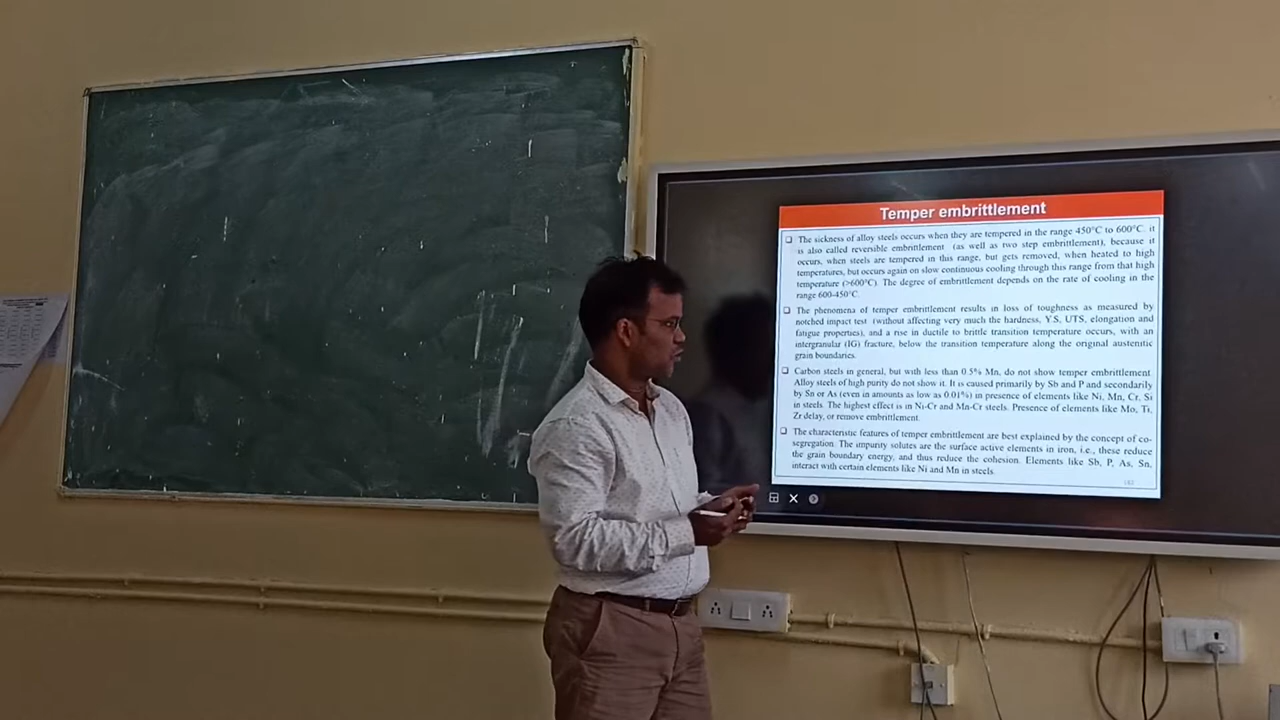 Temper embrittlement
❑ The sickness of alloy steels occurs when they are tempered in the range 450°C to 600°C. it
is also called reversible embrittlement (as well as two step embrittlement), because it
occurs, when steels are tempered in this range, but gets removed, when heated to high
temperatures, but occurs again on slow continuous cooling through this range from that high
temperature (>600°C). The degree of embrittlement depends on the rate of cooling in the
range 600-450°C.
❑ The phenomena of temper embrittlement results in loss of toughness as measured by
notched impact test (without affecting very much the hardness, Y.S, UTS, elongation and
fatigue properties), and a rise in ductile to brittle transition temperature occurs, with an
intergranular (IG) fracture, below the transition temperature along the original austenitic
grain boundaries.
❑ Carbon steels in general, but with less than 0.5% Mn, do not show temper embrittlement.
Alloy steels of high purity do not show it. It is caused primarily by Sb and P and secondarily
by Sn or As (even in amounts as low as 0.01%) in presence of elements like Ni, Mn, Cr, Si
in steels. The highest effect is in Ni-Cr and Mn-Cr steels. Presence of elements like Mo, Ti,
Zr delay, or remove embrittlement.
❑ The characteristic features of temper embrittlement are best explained by the concept of co-
segregation. The impurity solutes are the surface active elements in iron, i.e., these reduce
the grain boundary energy, and thus reduce the cohesion. Elements like Sb, P, As, Sn,
interact with certain elements like Ni and Mn in steels.